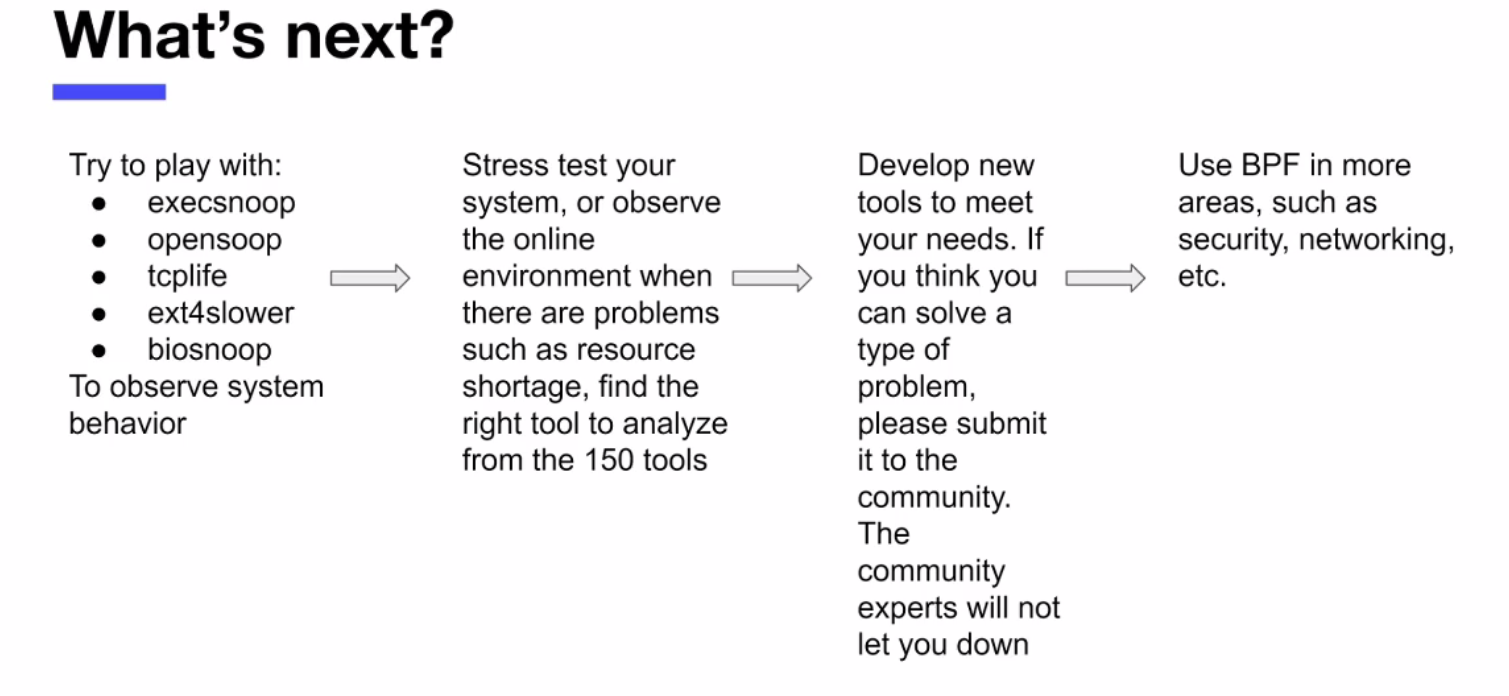 What’s next?
Try to play with:
● execsnoop
● opensoop
● tcplife
● ext4slower
● biosnoop
To observe system
behavior
Stress test your
system, or observe
the online
environment when
there are problems
such as resource
shortage, find the
right tool to analyze
from the 150 tools
Develop new
tools to meet
your needs. If
you think you
can solve a
type of
problem,
please submit
it to the
community.
The
community
experts will not
let you down
Use BPF in more
areas, such as
security, networking,
etc.